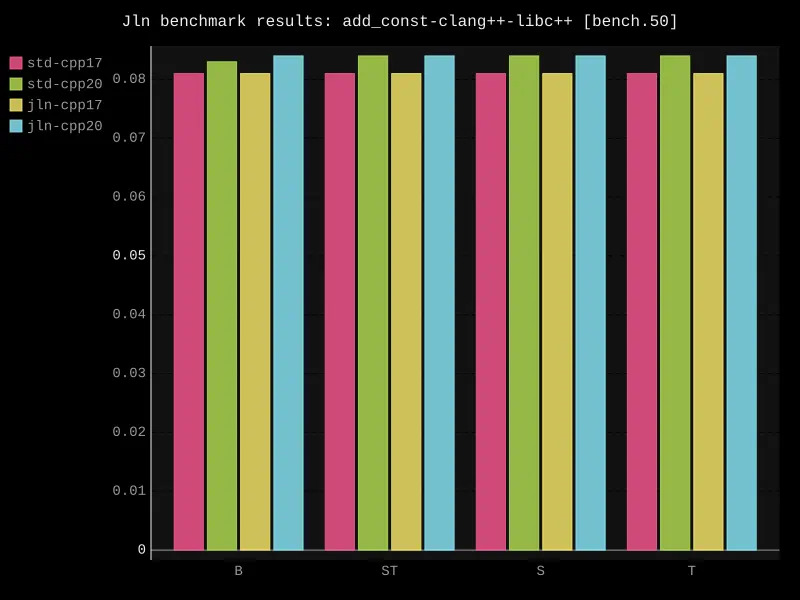 Jln benchmark results: add_const-clang++-libc++ [bench.50]
std-cpp17
std-cpp20
jln-cpp17
jln-cpp20
0.08
0.07
0.06
0.05
0.04
0.03
0.02
0.01
0
B ST S T